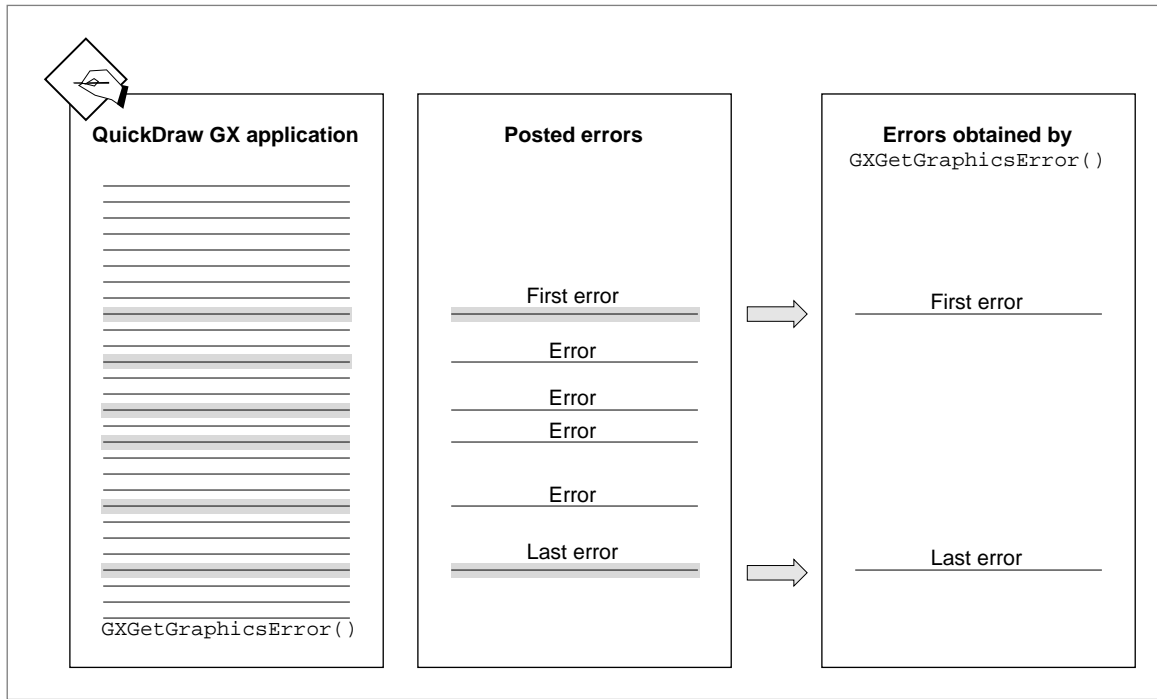 QuickDraw GX application
GXGetGraphicsError()
Posted errors
First error
Error
Error
Error
Error
Last error
Errors obtained by
GXGetGraphicsError()
First error
Last error